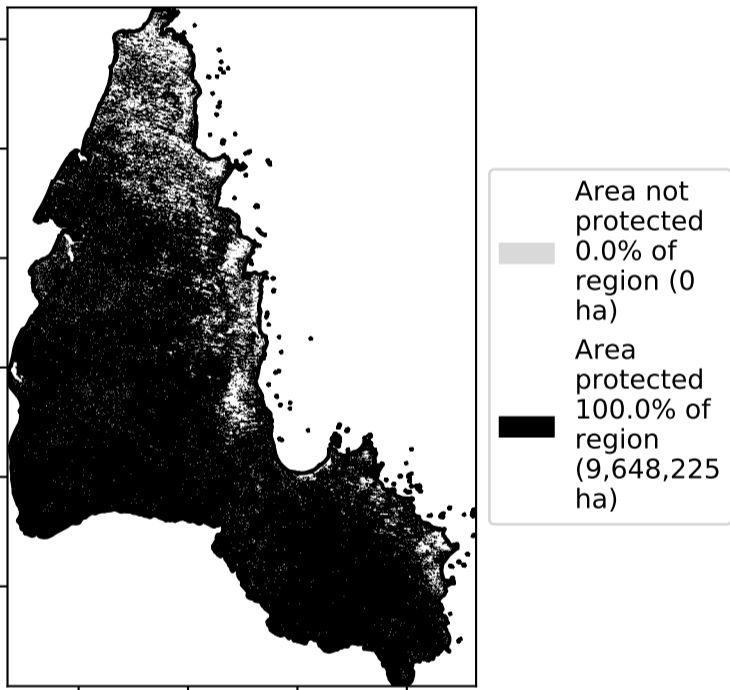 Area not
protected
0.0% of
region (0
ha)
Area
protected
100.0% of
region
(9,648,225
ha)